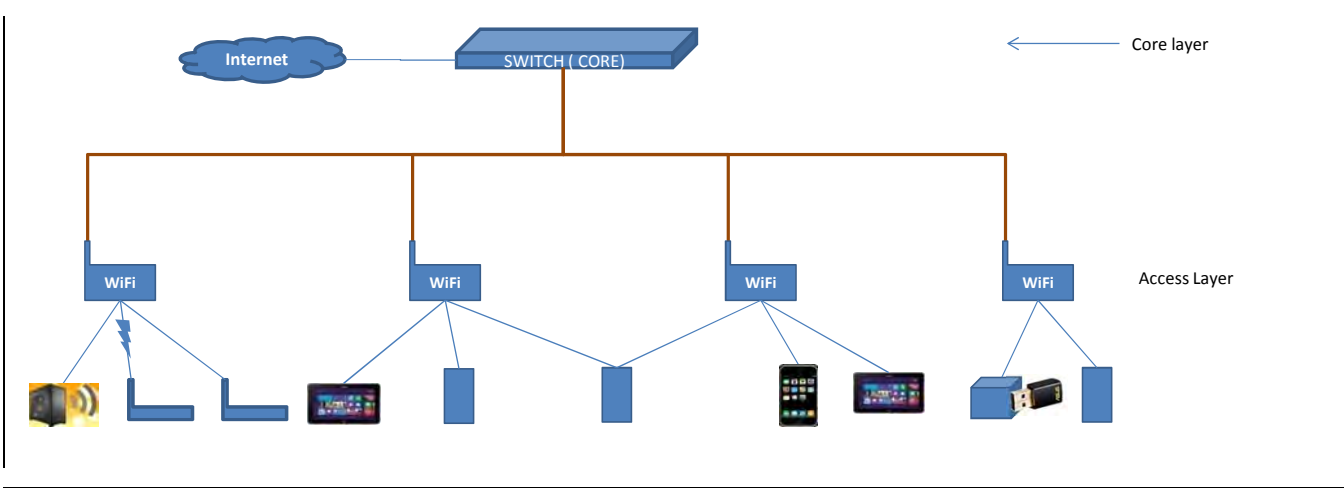 Internet
SWITCH ( CORE)
Core layer
WiFi
WiFi
WiFi
WiFi
Access Layer